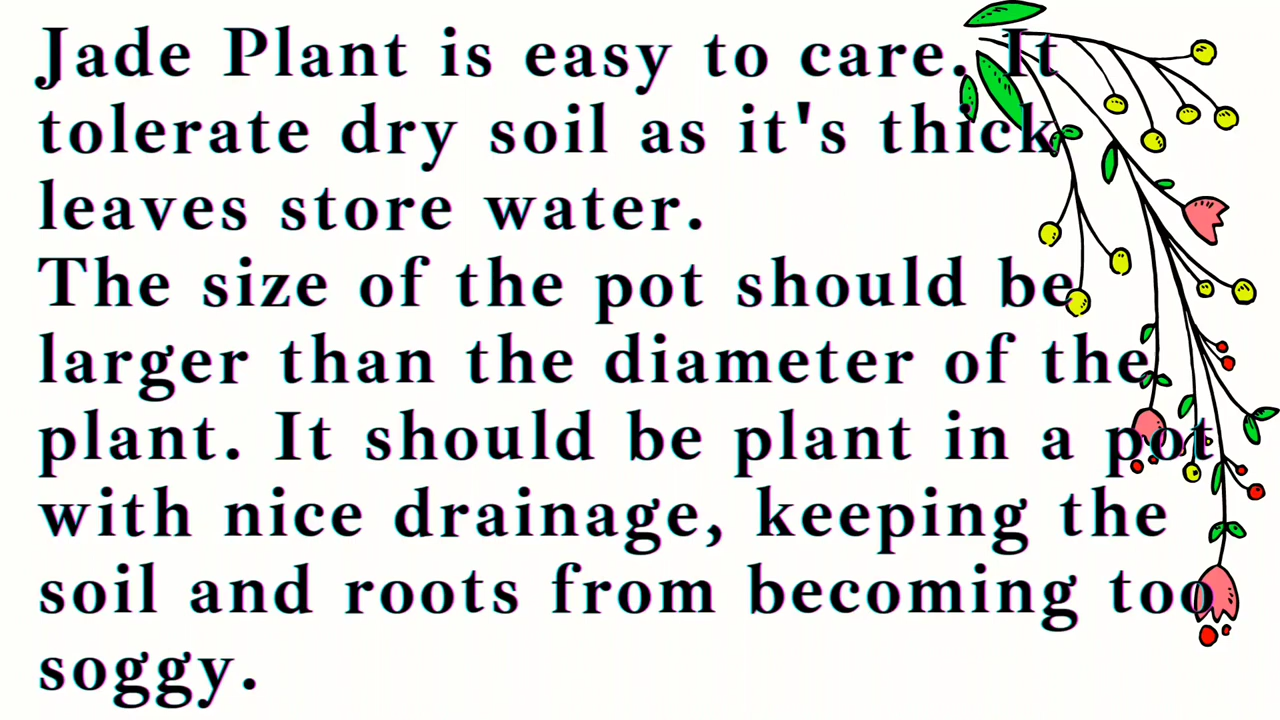 Jade Plant is easy to care. It
tolerate dry soil as it's thick
leaves store water.
The size of the pot should be
larger than the diameter of the
plant. It should be plant in a pot
with nice drainage, keeping the
soil and roots from becoming too
soggy.